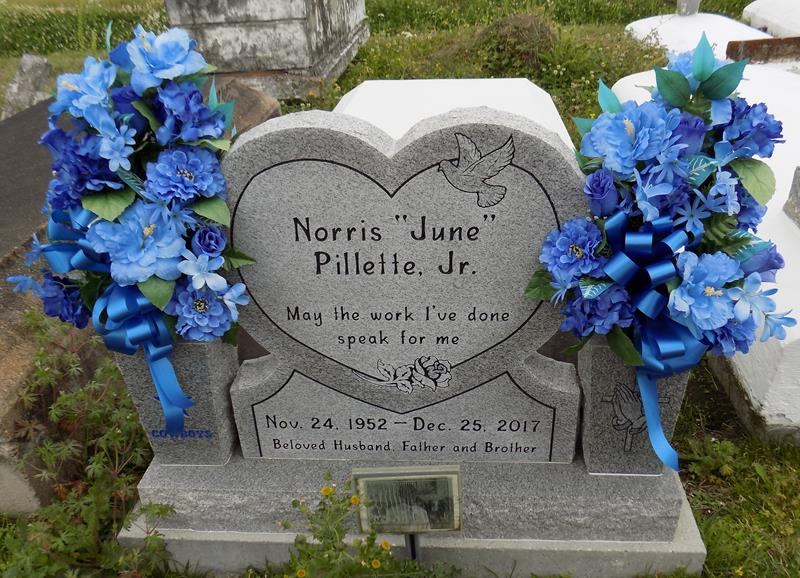 Norris "June"
Pillette, Jr.
May the work I've done
speak for me
Nov. 24, 1952 — Dec. 25, 2017
Beloved Husband, Father and Brother
COWBOYS